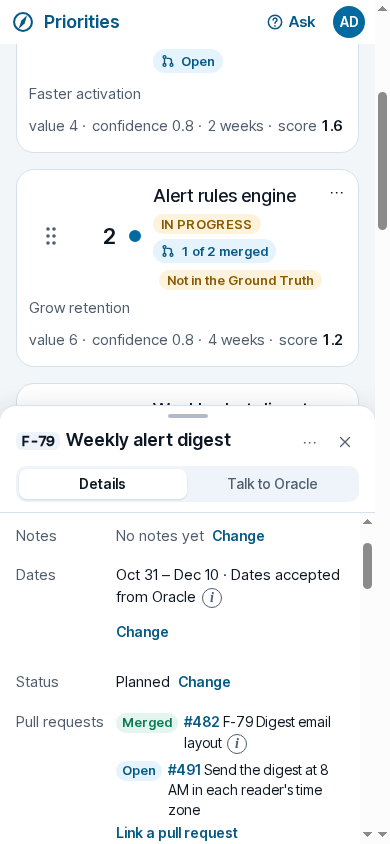 Priorities
Ask
AD
Open
Faster activation
value 4 · confidence 0.8 · 2 weeks · score 1.6
Alert rules engine
...
2
IN PROGRESS
1 of 2 merged
Not in the Ground Truth
Grow retention
value 6 · confidence 0.8 · 4 weeks · score 1.2
F-79 Weekly alert digest
...
Details
Talk to Oracle
Notes
No notes yet Change
Dates
Oct 31 – Dec 10 · Dates accepted
from Oracle i
Change
Status
Planned Change
Pull requests
Merged #482 F-79 Digest email
layout i
Open #491 Send the digest at 8
AM in each reader's time
zone
Link a pull request